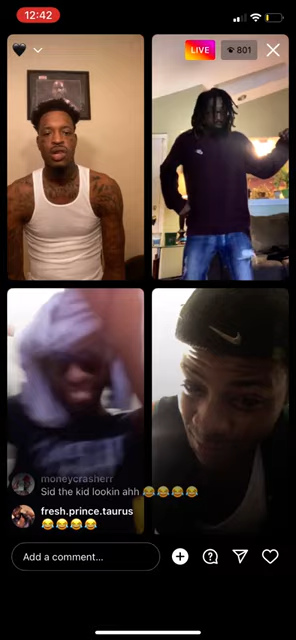 12:42
LIVE
801
moneycrasherr
Sid the kid lookin ahh 😂😂😂😂
fresh.prince.taurus
😂😂😂😂
Add a comment...